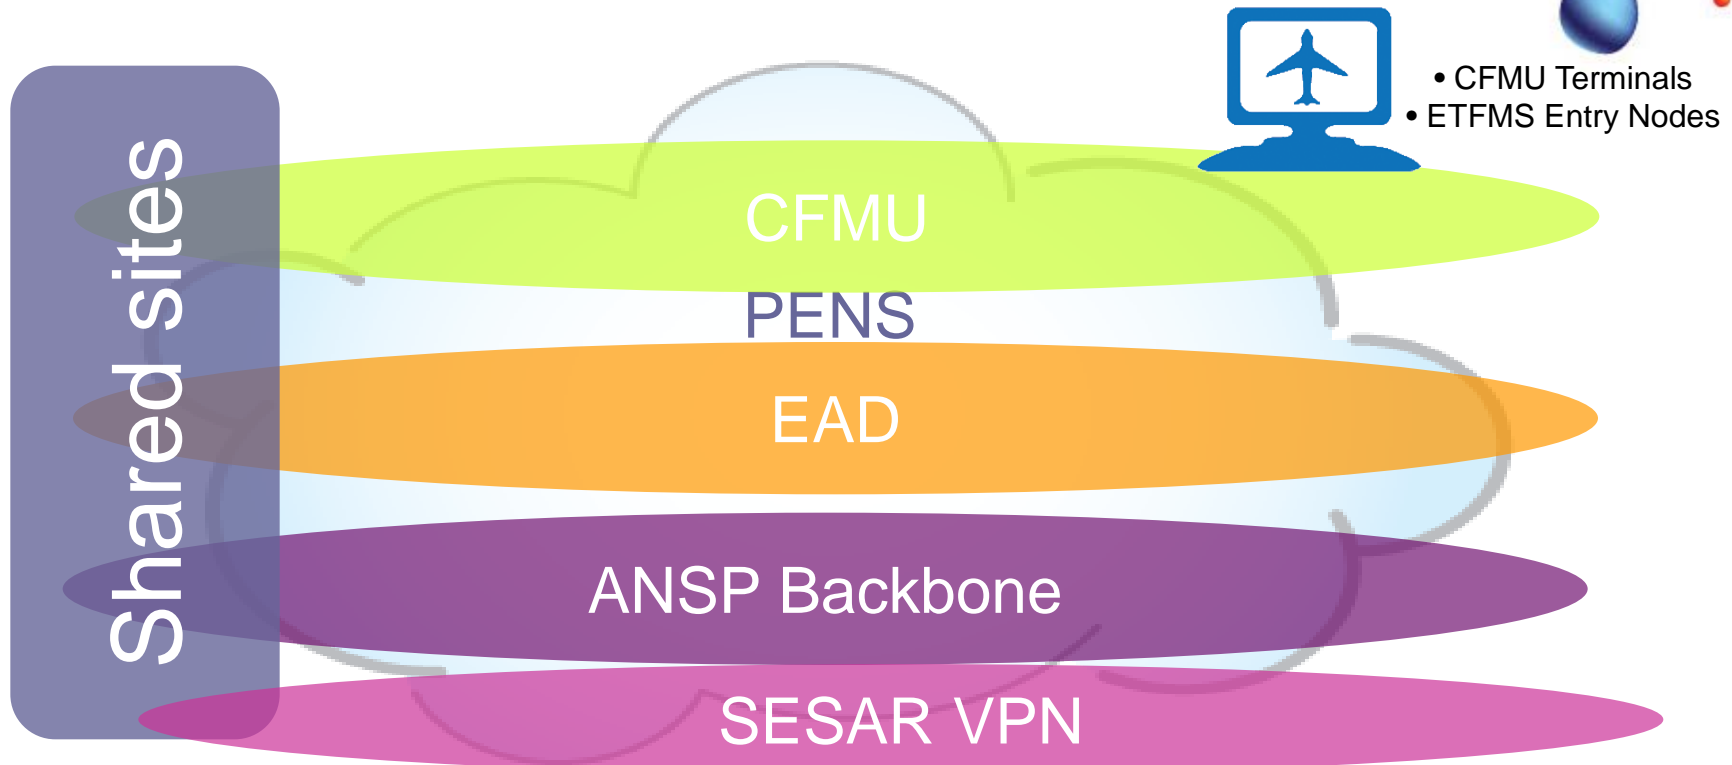 • CFMU Terminals
• ETFMS Entry Nodes
Shared sites
CFMU
PENS
EAD
ANSP Backbone
SESAR VPN